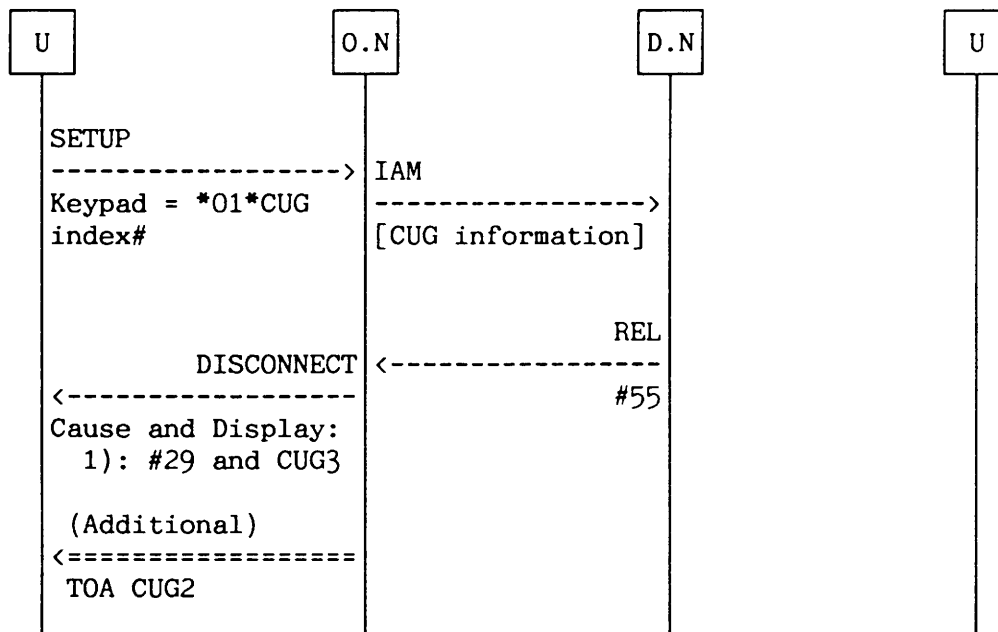 U O.N D.N U
SETUP
------------------> IAM
Keypad = *01*CUG ----------------->
index# [CUG information]
REL
DISCONNECT <-----------------
<------------------ #55
Cause and Display:
1): #29 and CUG3
(Additional)
<==================
TOA CUG2